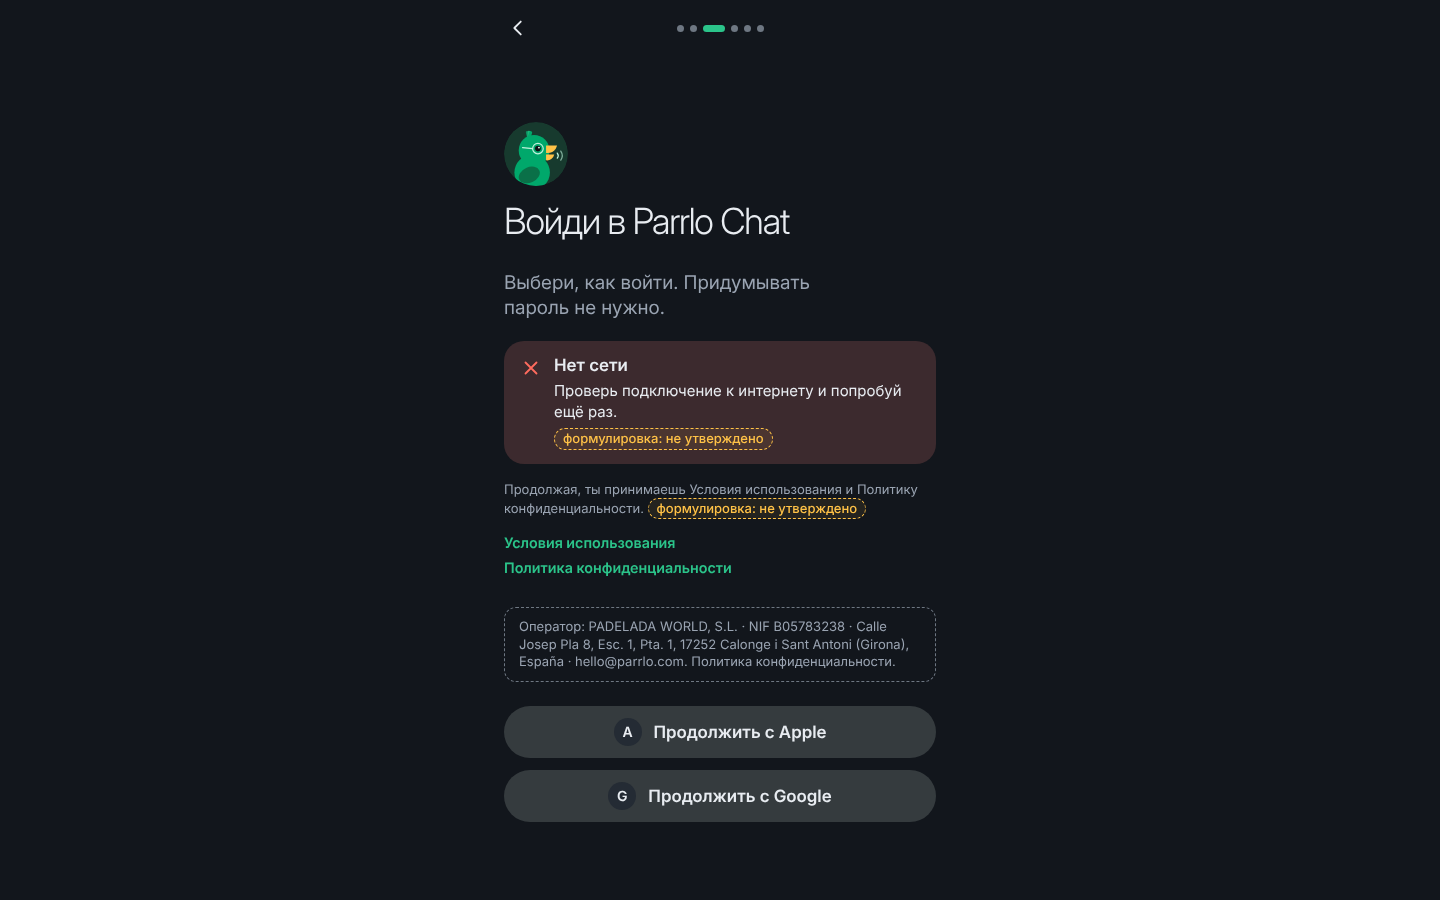 Войди в Parrlo Chat
Выбери, как войти. Придумывать
пароль не нужно.
Нет сети
Проверь подключение к интернету и попробуй
ещё раз.
формулировка: не утверждено
Продолжая, ты принимаешь Условия использования и Политику
конфиденциальности. формулировка: не утверждено
Условия использования
Политика конфиденциальности
Оператор: PADELADA WORLD, S.L. · NIF B05783238 · Calle
Josep Pla 8, Esc. 1, Pta. 1, 17252 Calonge i Sant Antoni (Girona),
España · hello@parrlo.com. Политика конфиденциальности.
A Продолжить с Apple
G Продолжить с Google